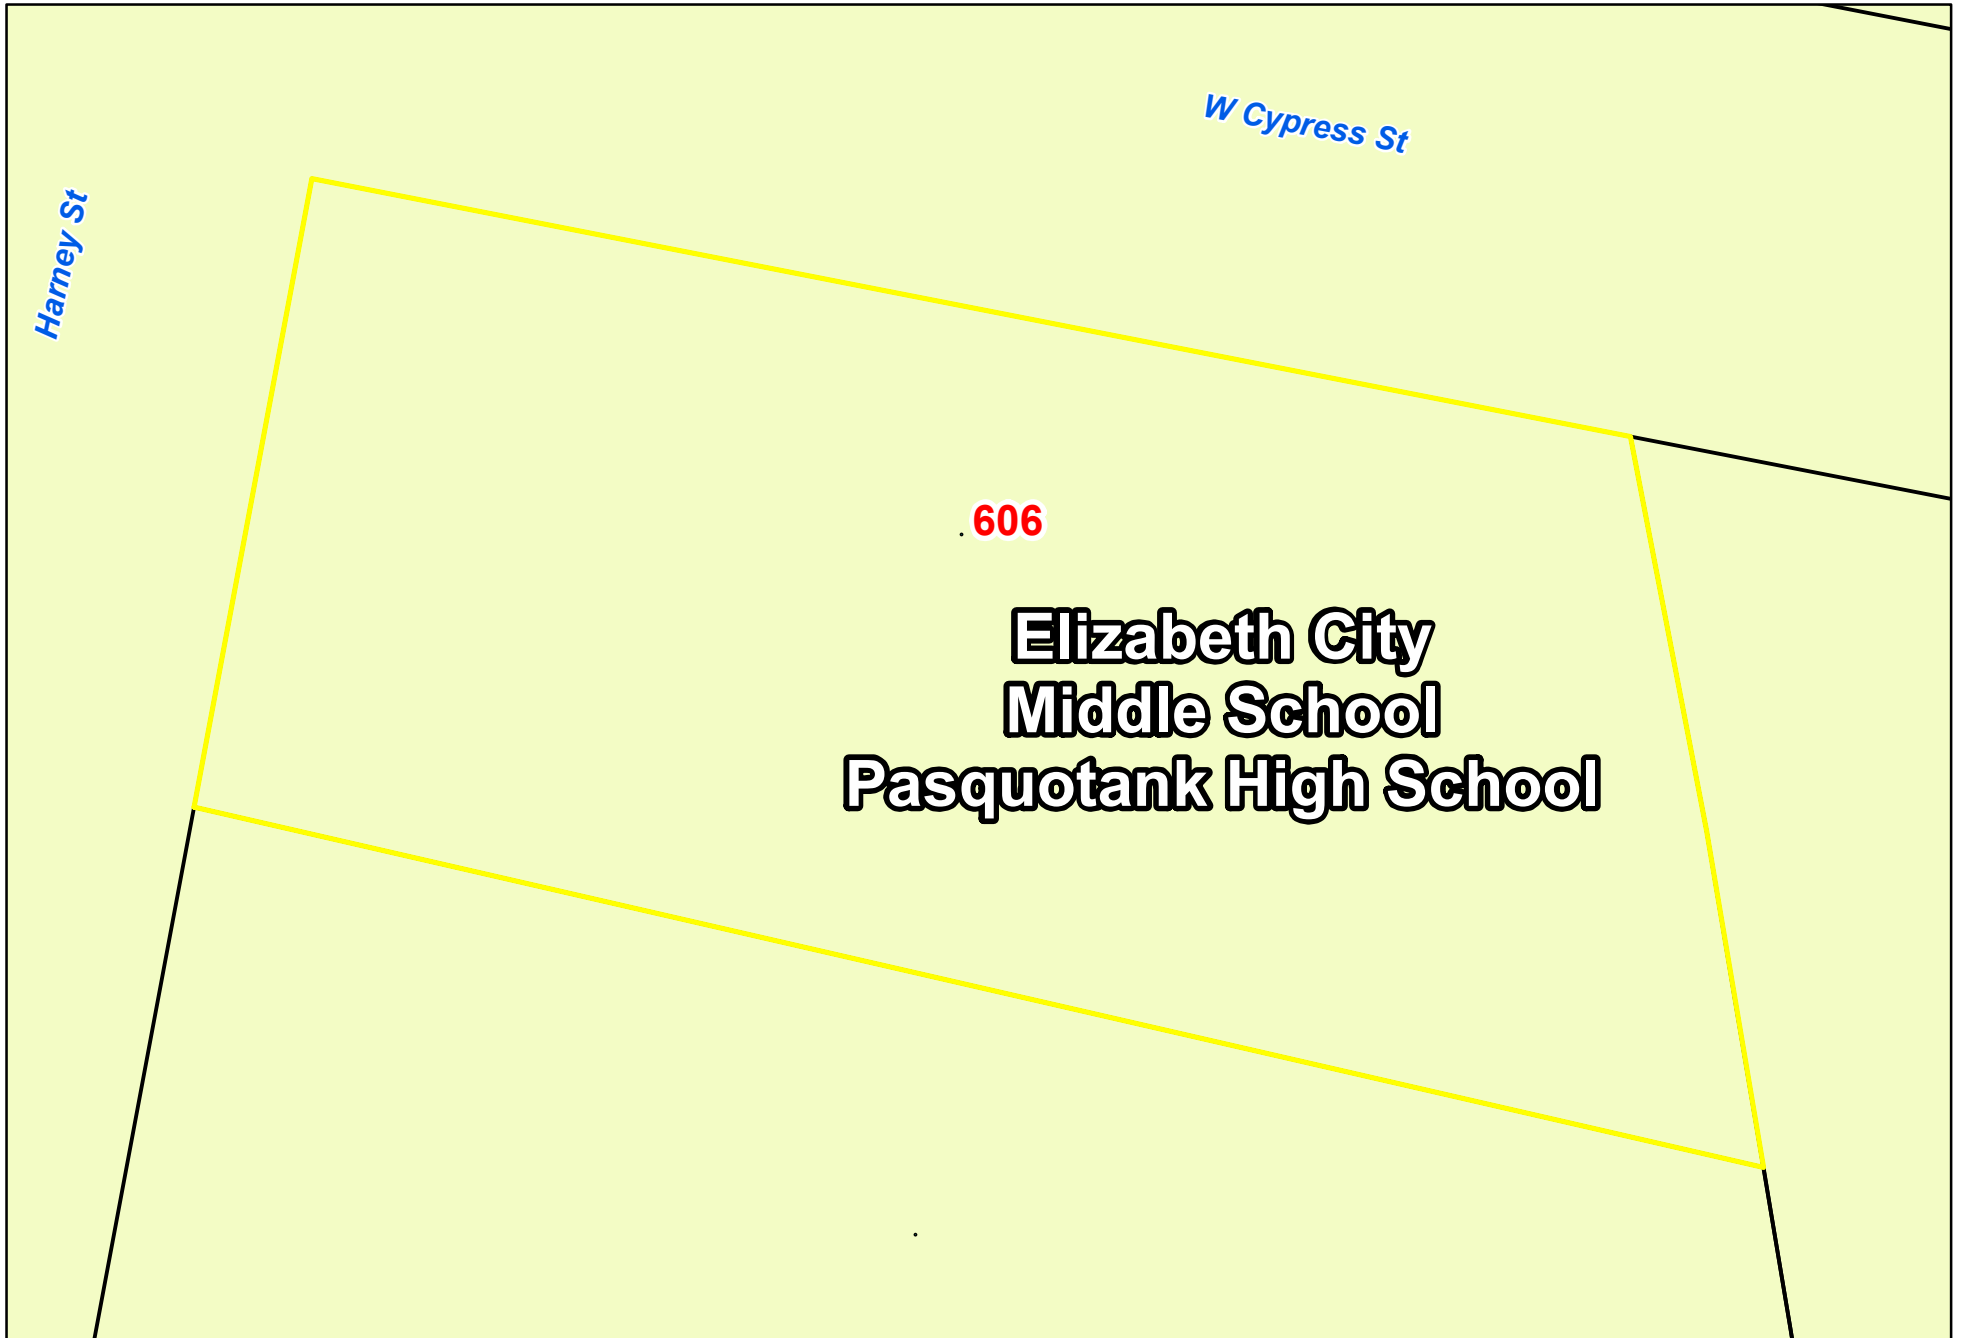 W Cypress St
Harney St
606
Elizabeth City
Middle School
Pasquotank High School